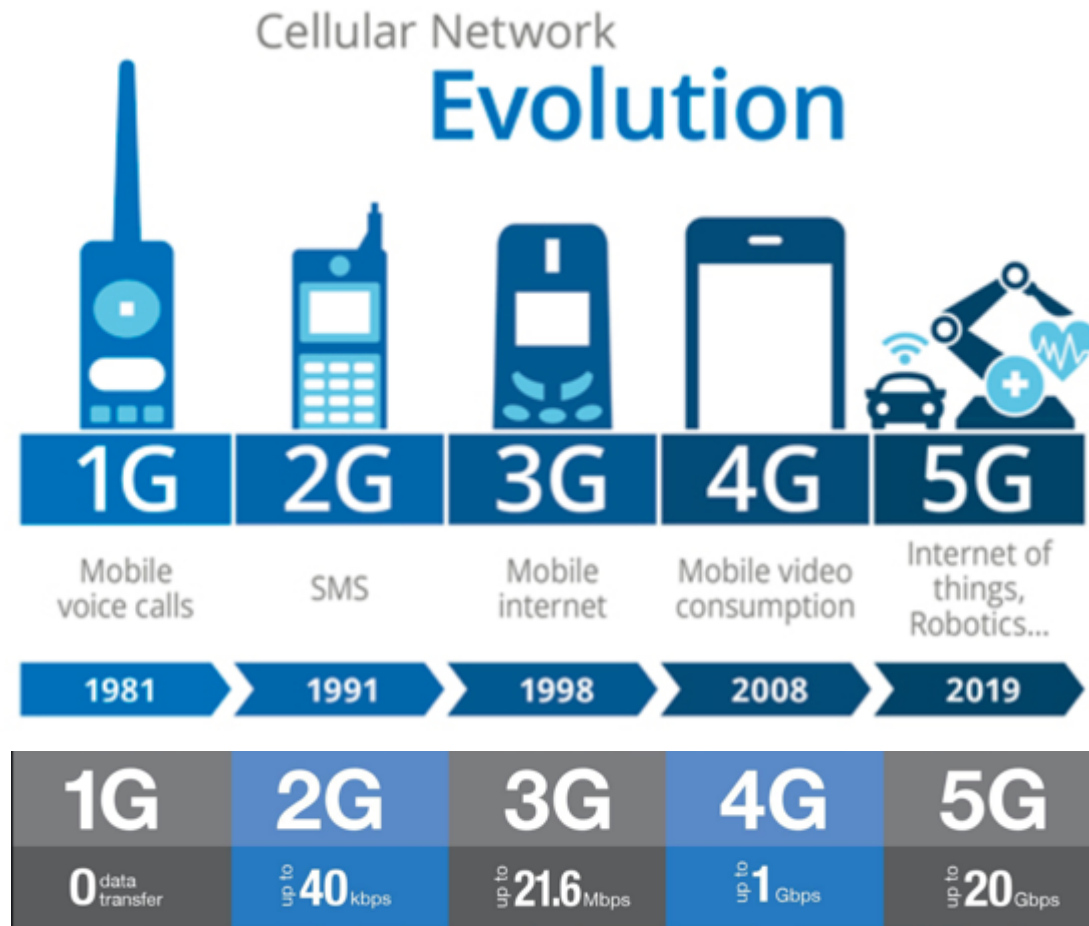 Cellular Network
Evolution
1G 2G 3G 4G 5G
Mobile voice calls
SMS
Mobile internet
Mobile video consumption
Internet of things, Robotics...
1981 1991 1998 2008 2019
1G 2G 3G 4G 5G
0 data transfer
up to 40 kbps
up to 21.6 Mbps
up to 1 Gbps
up to 20 Gbps